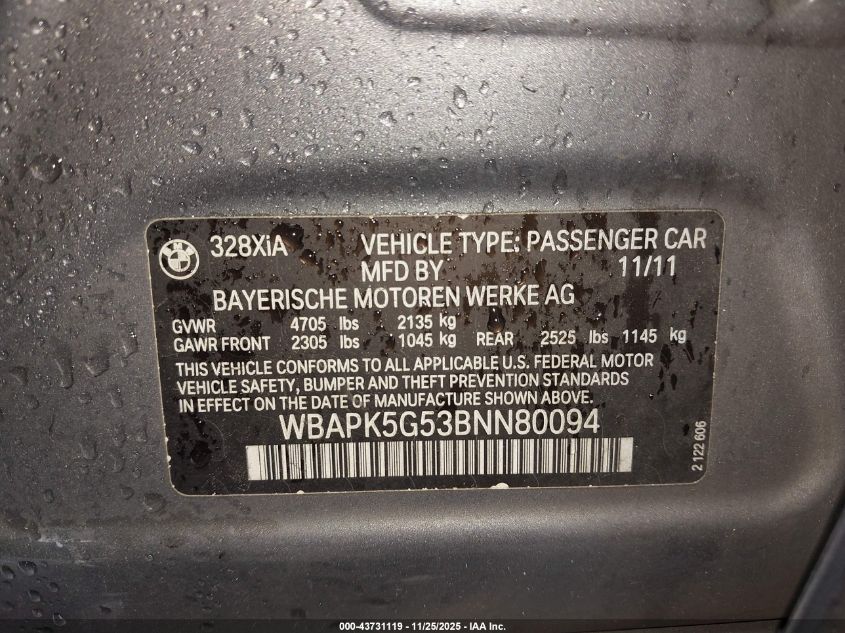 328XiA VEHICLE TYPE: PASSENGER CAR
MFD BY 11/11
BAYERISCHE MOTOREN WERKE AG
GVWR 4705 lbs 2135 kg
GAWR FRONT 2305 lbs 1045 kg REAR 2525 lbs 1145 kg
THIS VEHICLE CONFORMS TO ALL APPLICABLE U.S. FEDERAL MOTOR
VEHICLE SAFETY, BUMPER AND THEFT PREVENTION STANDARDS
IN EFFECT ON THE DATE OF MANUFACTURE SHOWN ABOVE.
WBAPK5G53BNN80094
2 122 606
000-43731119 - 11/25/2025 - IAA Inc.